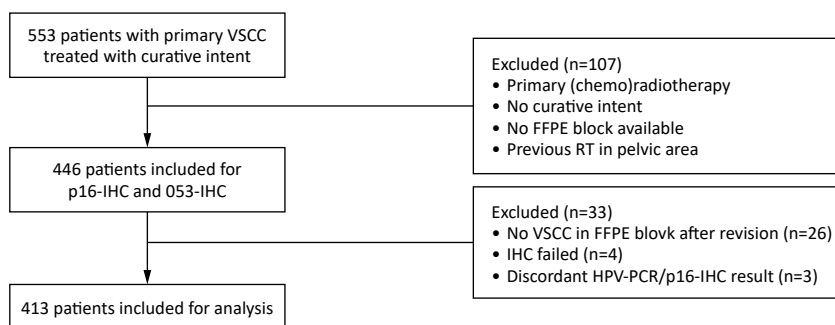 553 patients with primary VSCC
treated with curative intent
Excluded (n=107)
• Primary (chemo)radiotherapy
• No curative intent
• No FFPE block available
• Previous RT in pelvic area
446 patients included for
p16-IHC and 053-IHC
Excluded (n=33)
• No VSCC in FFPE blovk after revision (n=26)
• IHC failed (n=4)
• Discordant HPV-PCR/p16-IHC result (n=3)
413 patients included for analysis